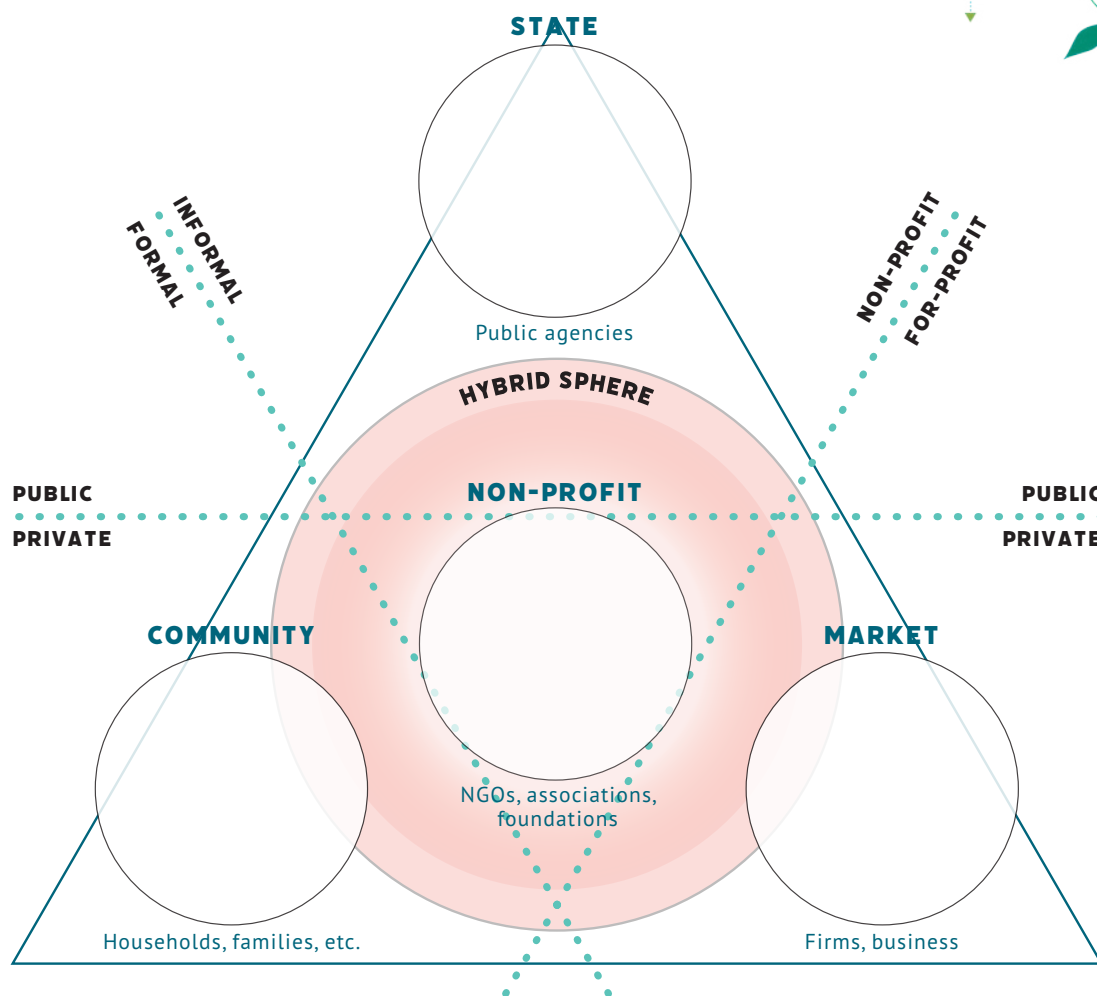 STATE
INFORMAL
FORMAL
NON-PROFIT
FOR-PROFIT
Public agencies
HYBRID SPHERE
PUBLIC
PRIVATE
NON-PROFIT
PUBLIC
PRIVATE
COMMUNITY
MARKET
NGOs, associations,
foundations
Households, families, etc.
Firms, business